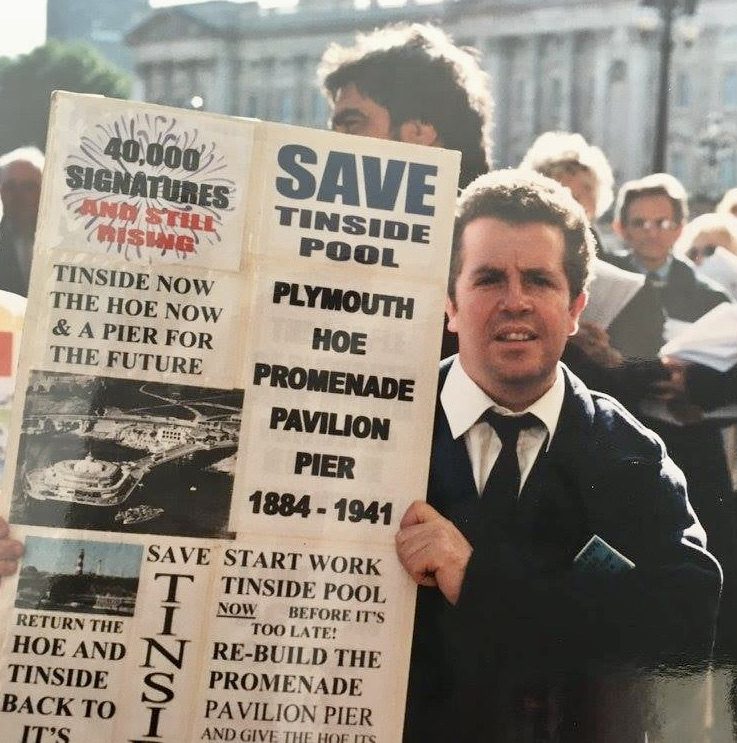 40,000
SIGNATURES
AND STILL
RISING
SAVE
TINSIDE
POOL
TINSIDE NOW
THE HOE NOW
& A PIER FOR
THE FUTURE
PLYMOUTH
HOE
PROMENADE
PAVILION
PIER
1884 - 1941
RETURN THE
HOE AND
TINSIDE
BACK TO
IT'S
SAVE
TINSI
START WORK
TINSIDE POOL
NOW BEFORE IT'S
TOO LATE!
RE-BUILD THE
PROMENADE
PAVILION PIER
AND GIVE THE HOE ITS